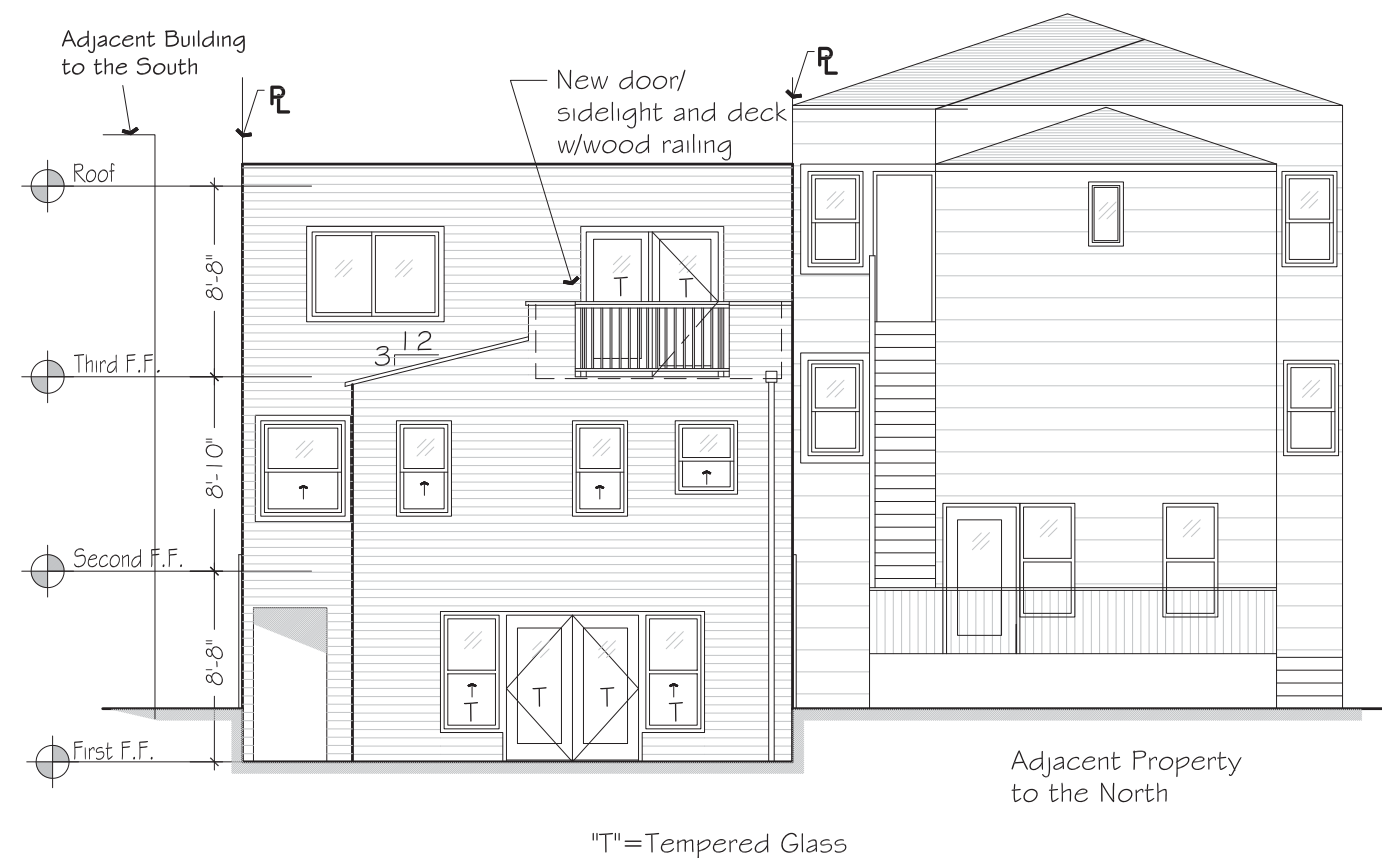 Adjacent Building
to the South
PL
New door/
sidelight and deck
w/wood railing
PL
Roof
8'-8"
T
T
12
3
Third F.F.
8'-10"
Second F.F.
8'-8"
T
T
T
T
First F.F.
Adjacent Property
to the North
"T"=Tempered Glass